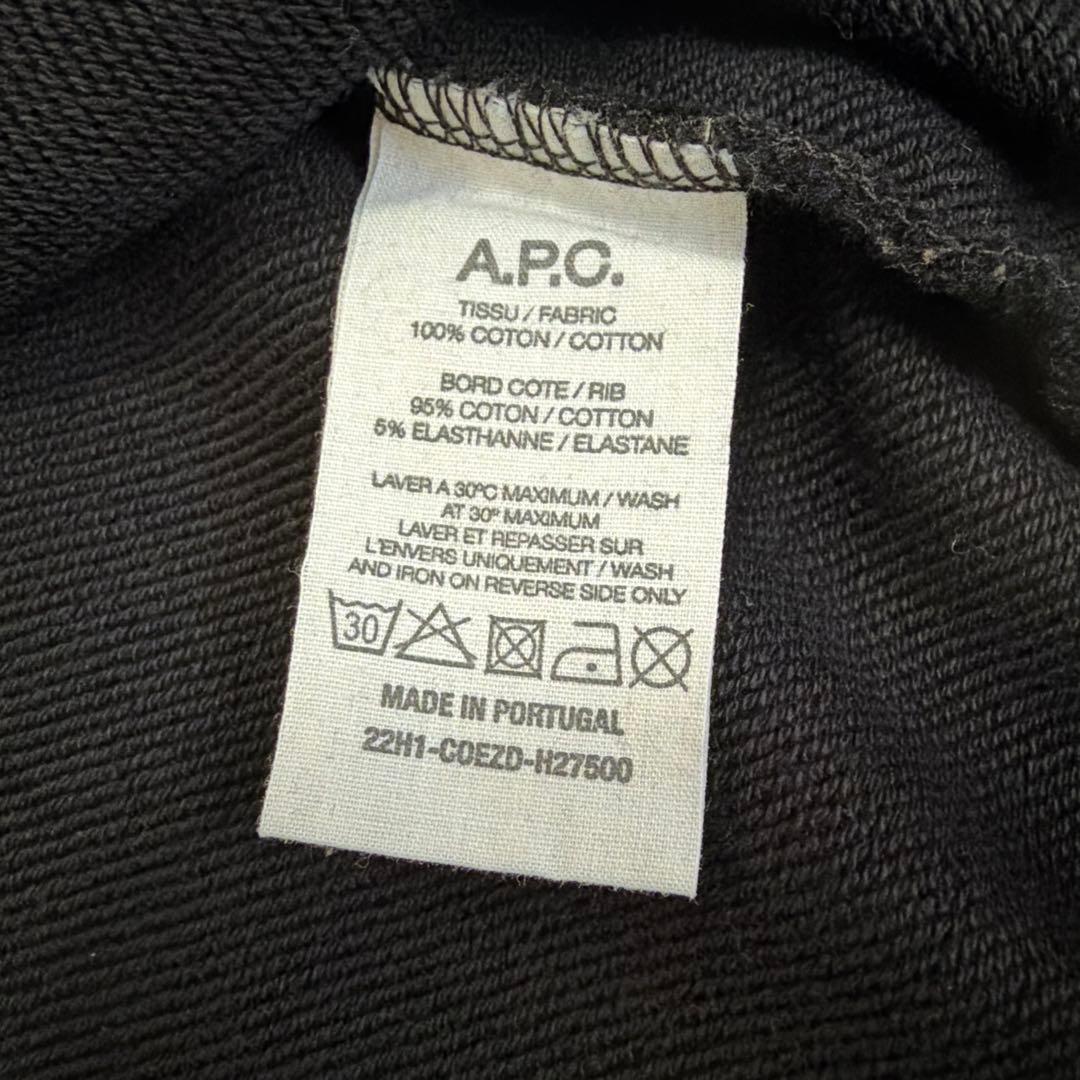 A.P.C.
TISSU / FABRIC
100% COTON / COTTON
BORD COTE / RIB
95% COTON / COTTON
5% ELASTHANNE / ELASTANE
LAVER A 30°C MAXIMUM / WASH
AT 30° MAXIMUM
LAVER ET REPASSER SUR
L'ENVERS UNIQUEMENT / WASH
AND IRON ON REVERSE SIDE ONLY
30
MADE IN PORTUGAL
22H1-COEZD-H27500